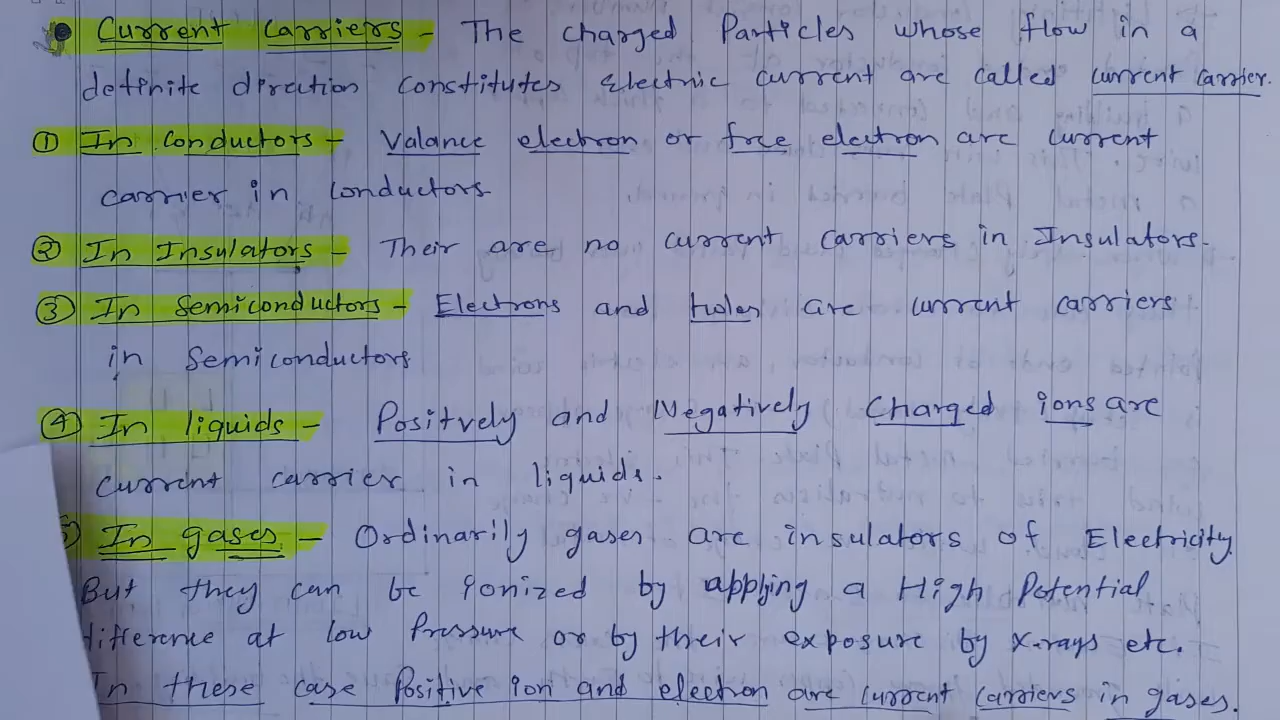 Current Carriers - The charged Particles whose flow in a
definite direction constitutes Electric current are called current carrier.
① In Conductors - Valance electron or free electron are current
carrier in conductors
② In Insulators - Their are no current carriers in Insulators-
③ In Semiconductors - Electrons and holes are current carriers
in Semiconductors
④ In liquids - Positvely and Negatively Charged ions are
current carrier in liquids.
In gases - Ordinarily gases are insulators of Electricity
But they can be ionized by applying a High Potential
difference at low Pressure or by their exposure by X-rays etc.
In these case Positive ion and electron are current carriers in gases.